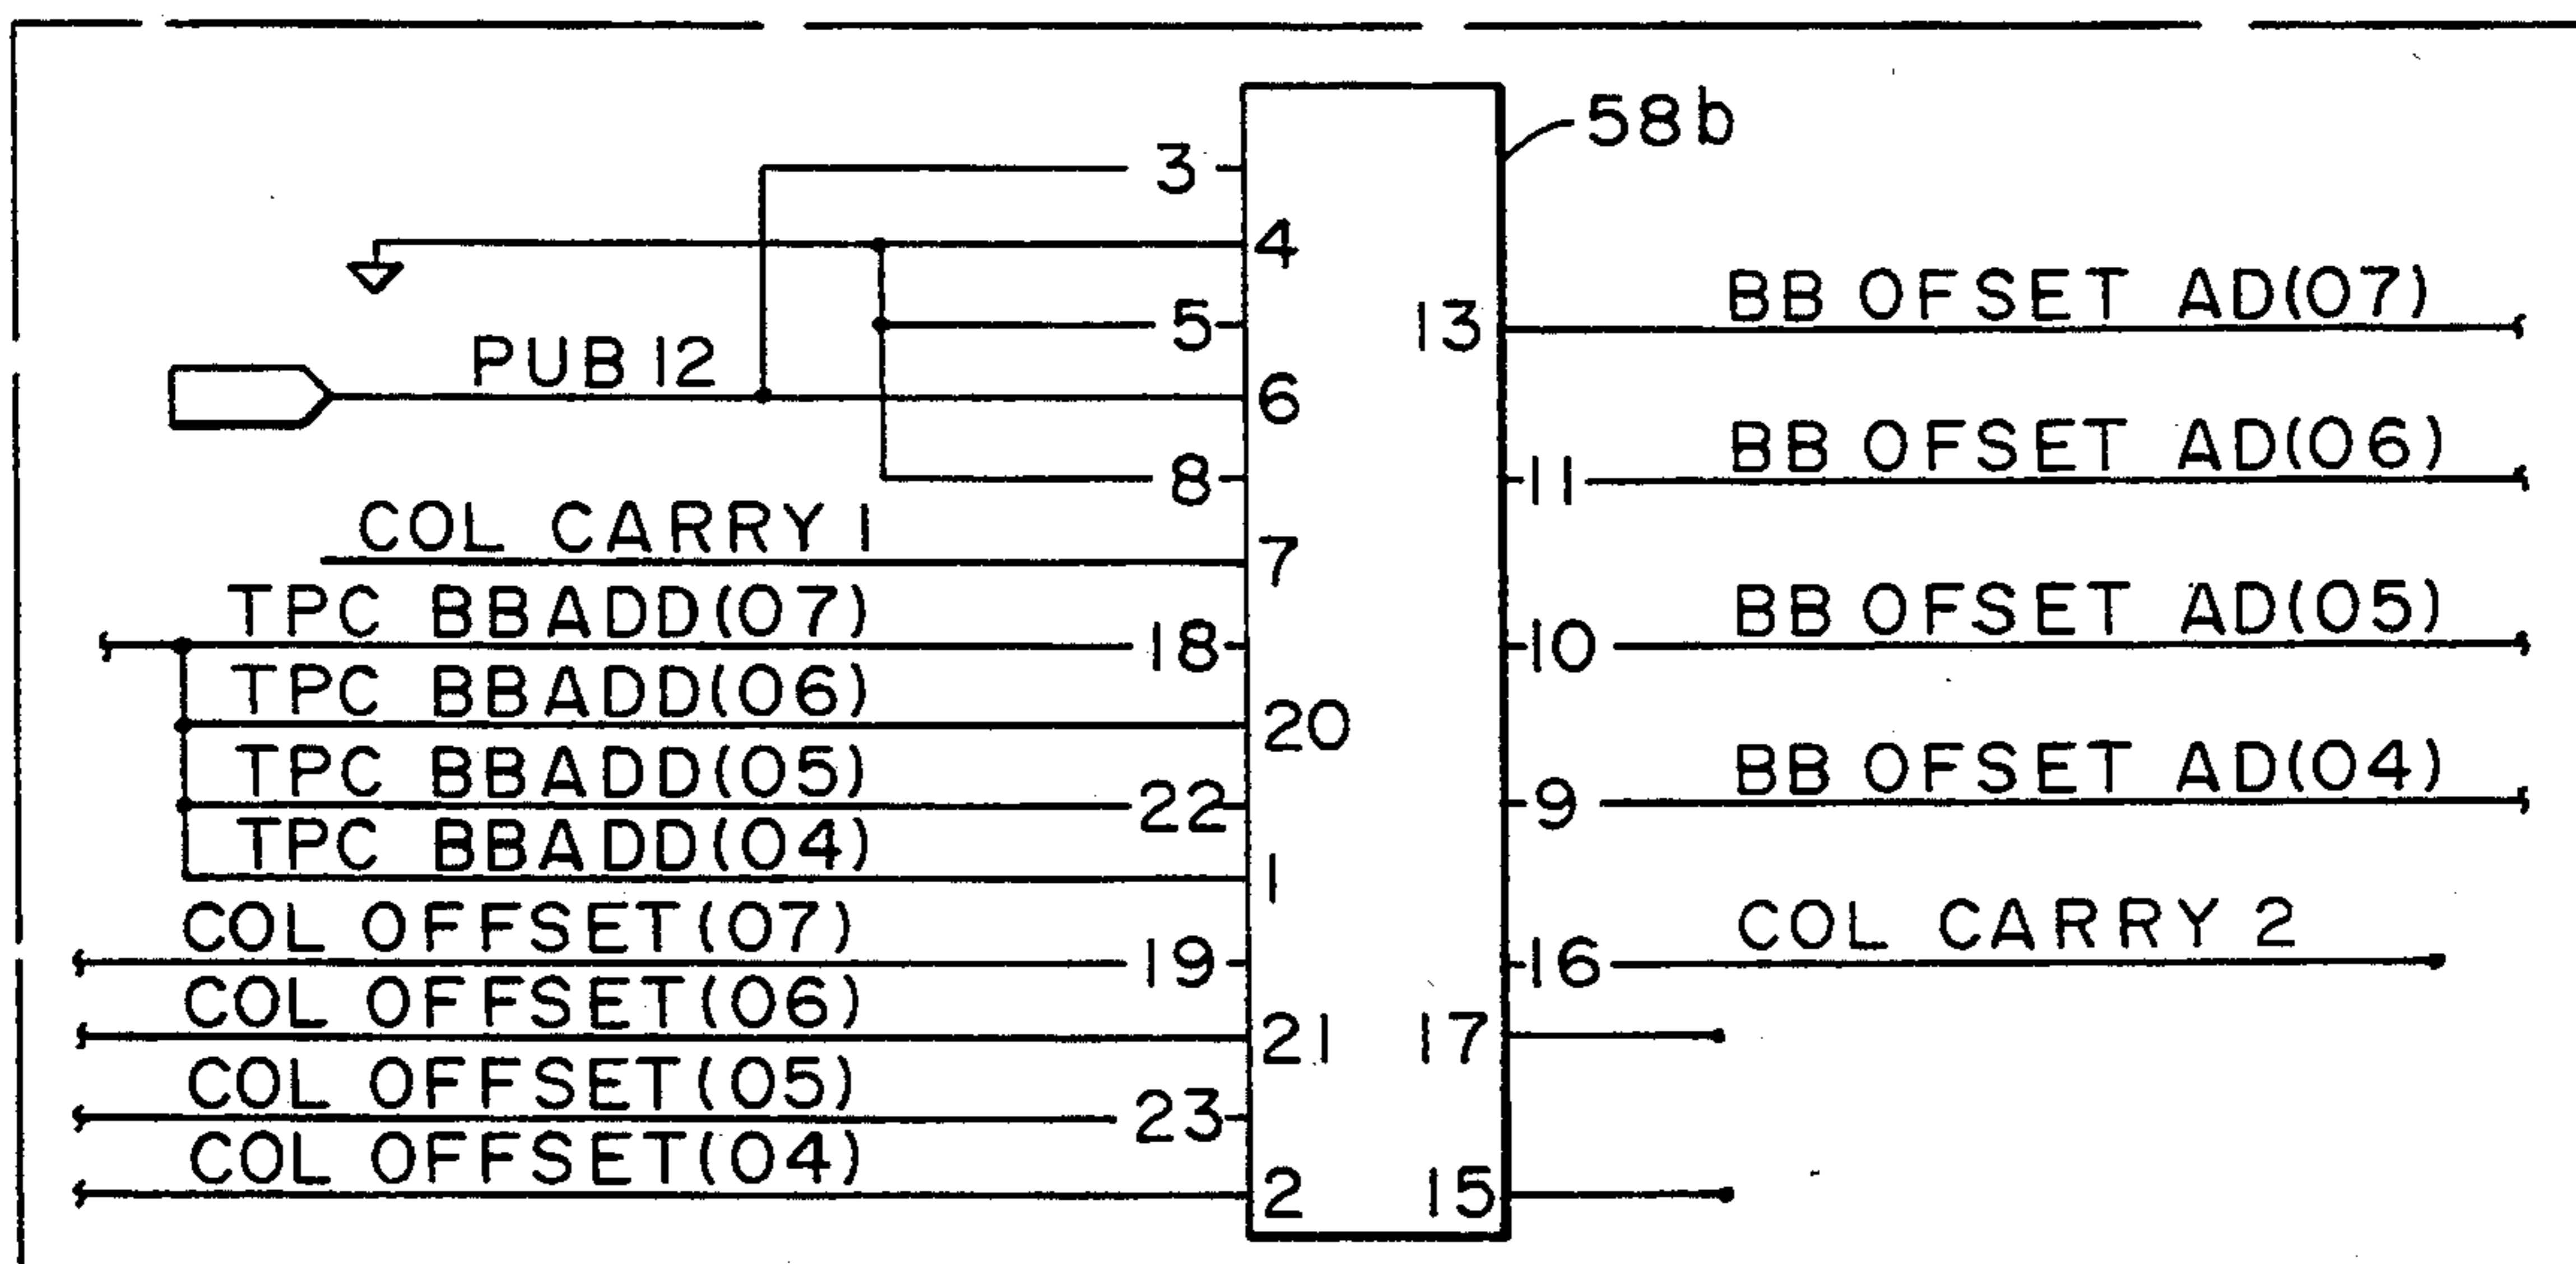 58b
3
4
5
13
BB OFSET AD(07)
PUB 12
6
8
11
BB OFSET AD(06)
COL CARRY 1
7
TPC BBADD(07)
18
10
BB OFSET AD(05)
TPC BBADD(06)
20
TPC BBADD(05)
22
9
BB OFSET AD(04)
TPC BBADD(04)
1
COL OFFSET(07)
19
16
COL CARRY 2
COL OFFSET(06)
21
17
COL OFFSET(05)
23
COL OFFSET(04)
2
15